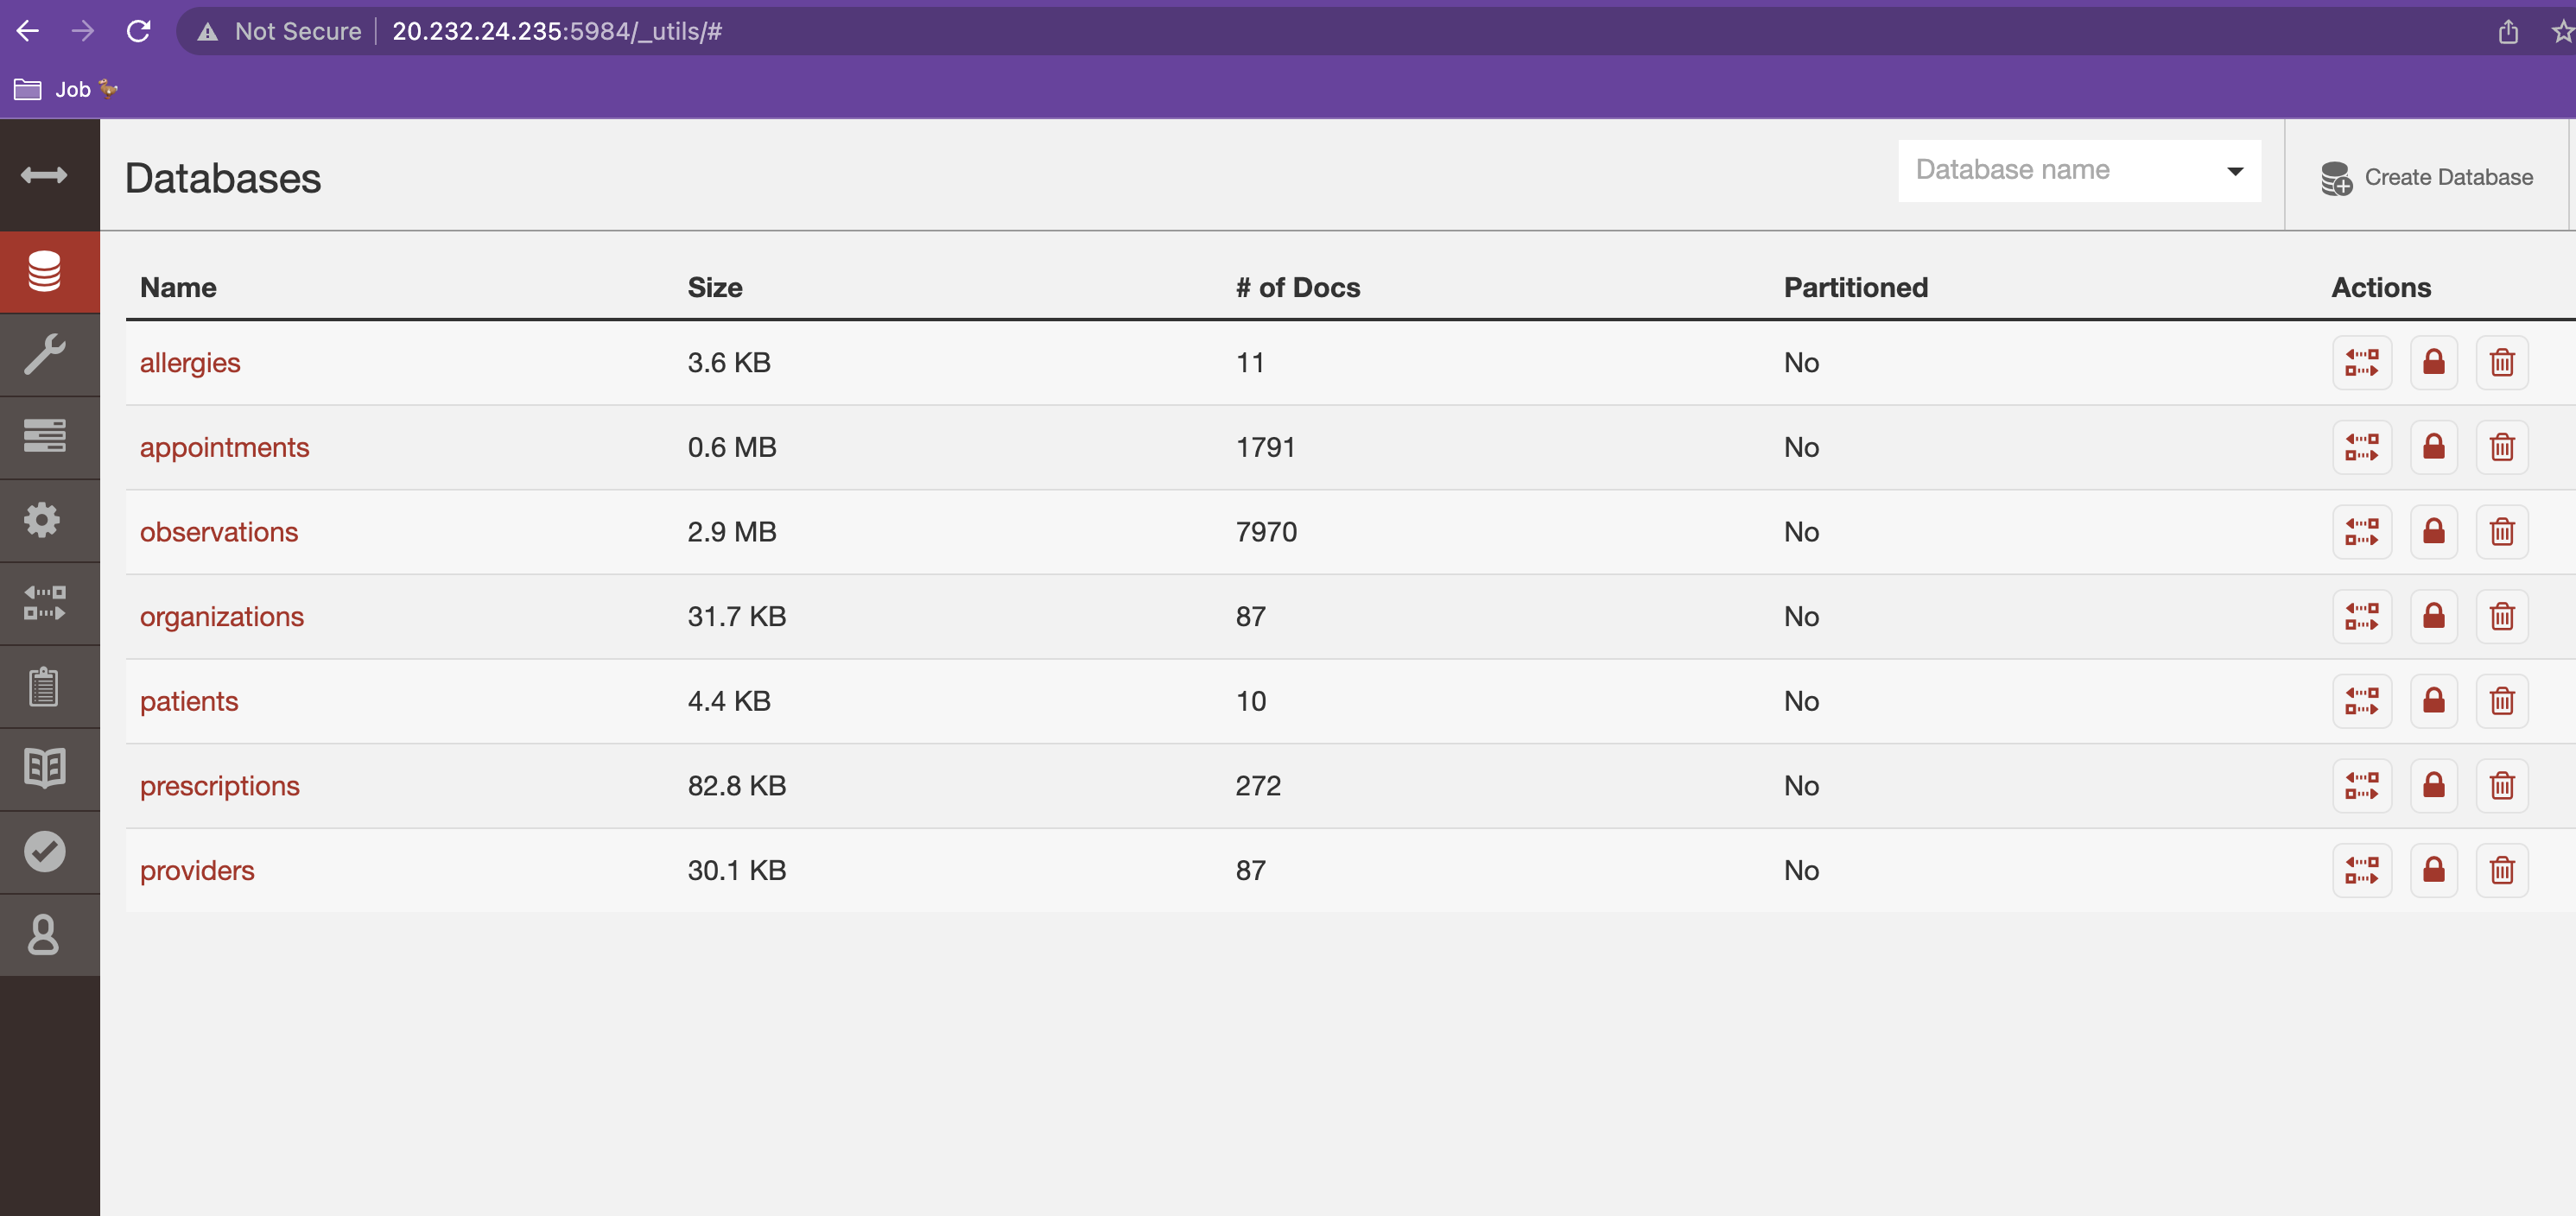 Not Secure 20.232.24.235:5984/_utils/#
Job
Databases
Database name
Create Database
Name Size # of Docs Partitioned Actions
allergies 3.6 KB 11 No
appointments 0.6 MB 1791 No
observations 2.9 MB 7970 No
organizations 31.7 KB 87 No
patients 4.4 KB 10 No
prescriptions 82.8 KB 272 No
providers 30.1 KB 87 No